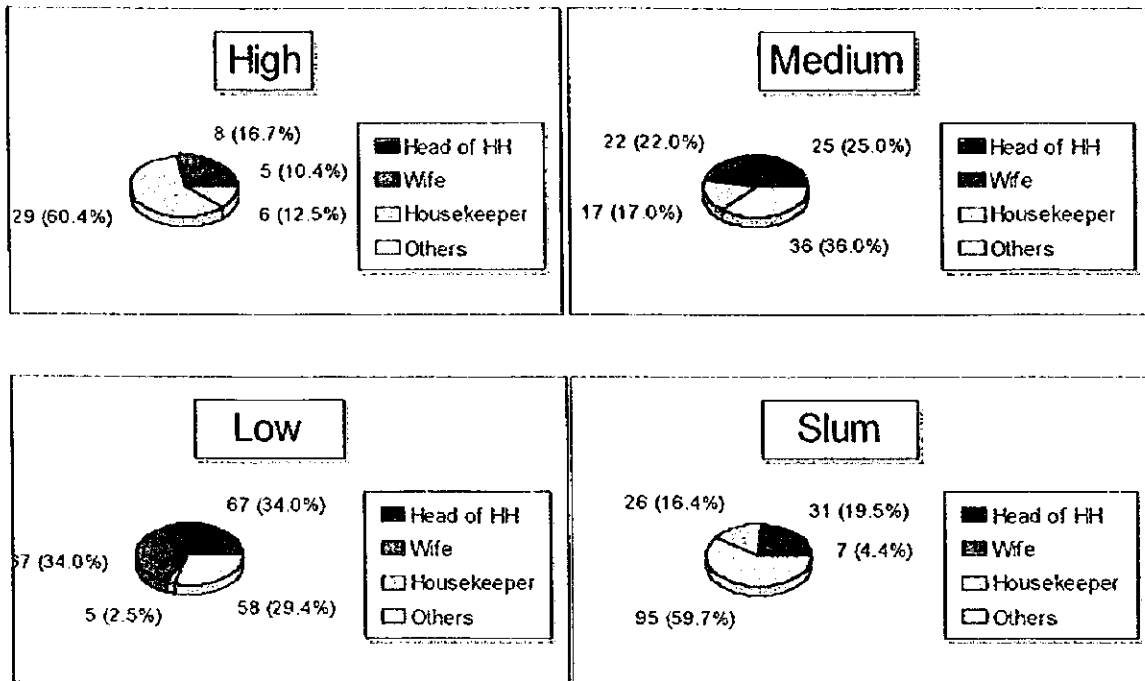 High
8 (16.7%)
5 (10.4%)
29 (60.4%)
6 (12.5%)
Head of HH
Wife
Housekeeper
Others
Medium
22 (22.0%)
25 (25.0%)
17 (17.0%)
36 (36.0%)
Head of HH
Wife
Housekeeper
Others
Low
67 (34.0%)
7 (34.0%)
5 (2.5%)
58 (29.4%)
Head of HH
Wife
Housekeeper
Others
Slum
26 (16.4%)
31 (19.5%)
7 (4.4%)
95 (59.7%)
Head of HH
Wife
Housekeeper
Others